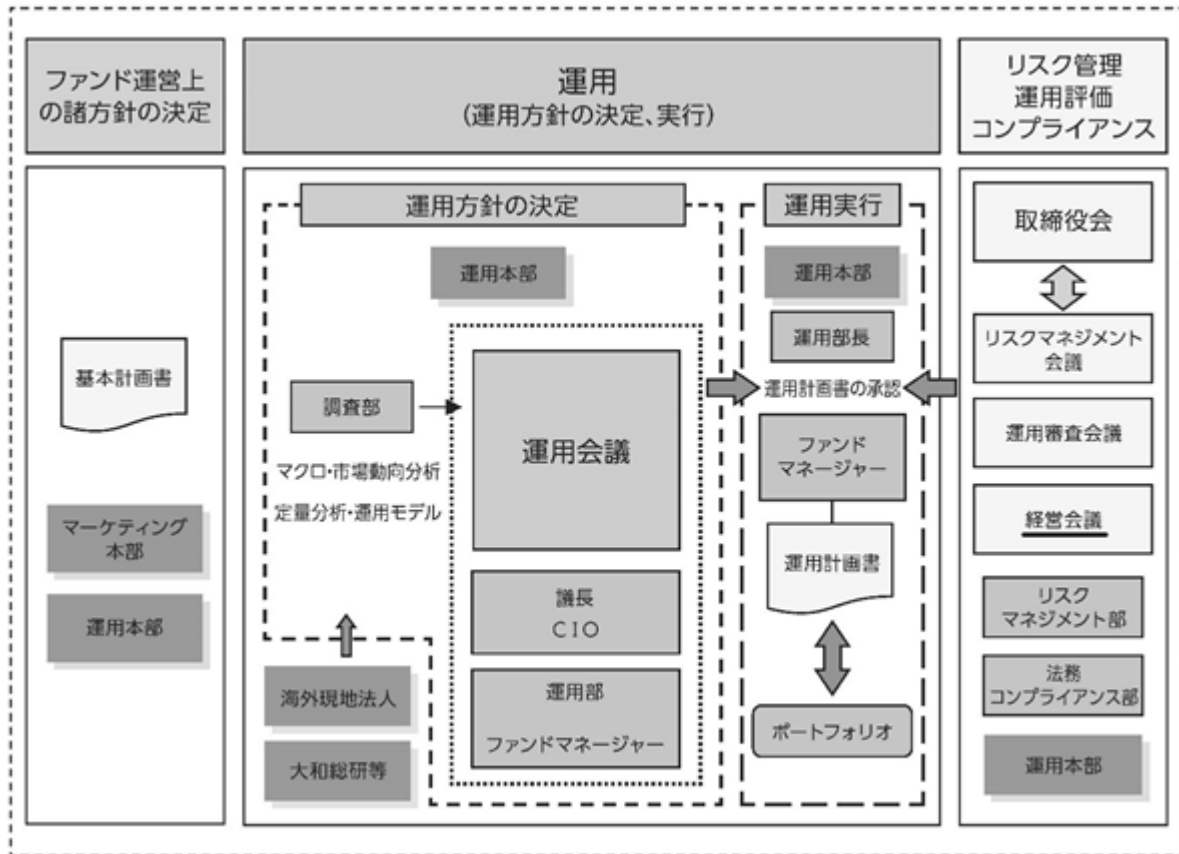 ファンド運営上
の諸方針の決定
運用
(運用方針の決定、実行)
リスク管理
運用評価
コンプライアンス
基本計画書
マーケティング
本部
運用本部
運用方針の決定
運用本部
調査部
マクロ・市場動向分析
定量分析・運用モデル
運用会議
議長
CIO
運用部
ファンドマネージャー
海外現地法人
大和総研等
運用実行
運用本部
運用部長
運用計画書の承認
ファンド
マネージャー
運用計画書
ポートフォリオ
取締役会
リスクマネジメント
会議
運用審査会議
経営会議
リスク
マネジメント部
法務
コンプライアンス部
運用本部